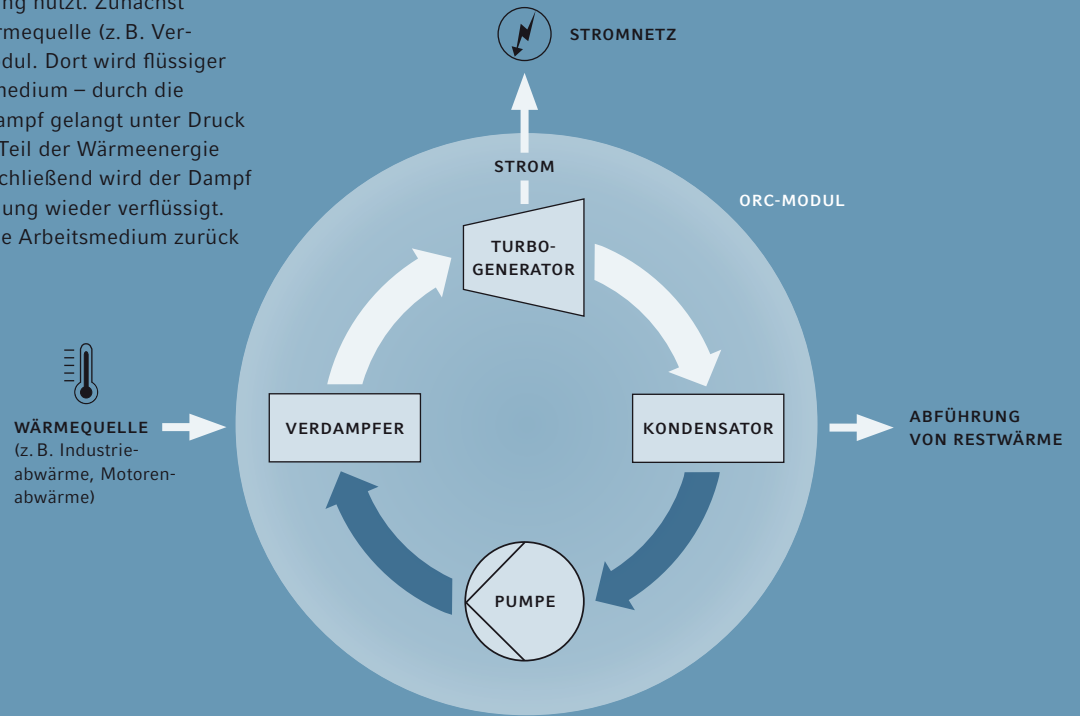 ng nutzt. Zunächst
rmequelle (z. B. Ver-
dul. Dort wird flüssiger
medium – durch die
ampf gelangt unter Druck
Teil der Wärmeenergie
chließend wird der Dampf
ung wieder verflüssigt.
e Arbeitsmedium zurück
STROMNETZ
STROM
ORC-MODUL
TURBO-
GENERATOR
WÄRMEQUELLE
(z. B. Industrie-
abwärme, Motoren-
abwärme)
VERDAMPFER
KONDENSATOR
ABFÜHRUNG
VON RESTWÄRME
PUMPE